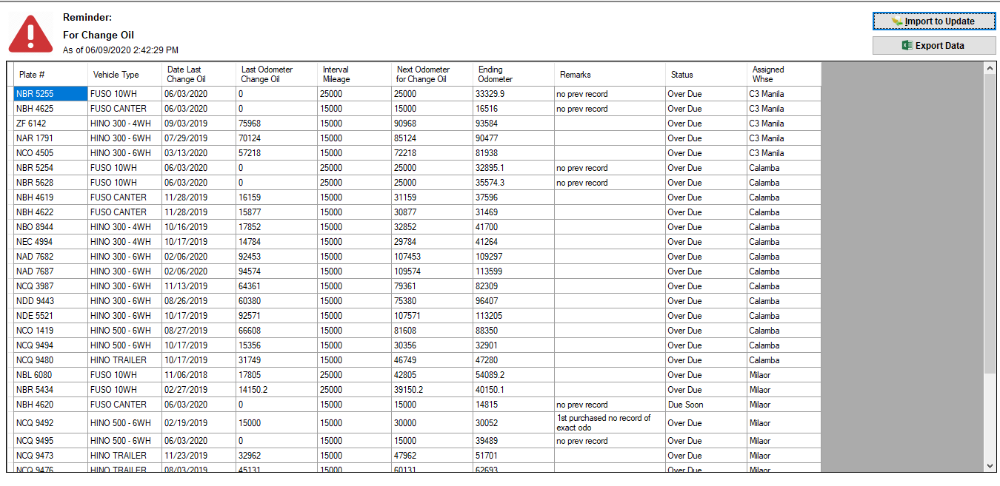 Reminder:
For Change Oil
As of 06/09/2020 2:42:29 PM
Import to Update
Export Data
Plate # Vehicle Type Date Last Change Oil Last Odometer Change Oil Interval Mileage Next Odometer for Change Oil Ending Odometer Remarks Status Assigned Whse
NBR 5255 FUSO 10WH 06/03/2020 0 25000 25000 33329.9 no prev record Over Due C3 Manila
NBH 4625 FUSO CANTER 06/03/2020 0 15000 15000 16516 no prev record Over Due C3 Manila
ZF 6142 HINO 300 - 4WH 09/03/2019 75968 15000 90968 93584 Over Due C3 Manila
NAR 1791 HINO 300 - 6WH 07/29/2019 70124 15000 85124 90477 Over Due C3 Manila
NCO 4505 HINO 300 - 6WH 03/13/2020 57218 15000 72218 81938 Over Due C3 Manila
NBR 5254 FUSO 10WH 06/03/2020 0 25000 25000 32895.1 no prev record Over Due Calamba
NBR 5628 FUSO 10WH 06/03/2020 0 25000 25000 35574.3 no prev record Over Due Calamba
NBH 4619 FUSO CANTER 11/28/2019 16159 15000 31159 37596 Over Due Calamba
NBH 4622 FUSO CANTER 11/28/2019 15877 15000 30877 31469 Over Due Calamba
NBO 8944 HINO 300 - 4WH 10/16/2019 17852 15000 32852 41700 Over Due Calamba
NEC 4994 HINO 300 - 4WH 10/17/2019 14784 15000 29784 41264 Over Due Calamba
NAD 7682 HINO 300 - 6WH 02/06/2020 92453 15000 107453 109297 Over Due Calamba
NAD 7687 HINO 300 - 6WH 02/06/2020 94574 15000 109574 113599 Over Due Calamba
NCQ 3987 HINO 300 - 6WH 11/13/2019 64361 15000 79361 82309 Over Due Calamba
NDD 9443 HINO 300 - 6WH 08/26/2019 60380 15000 75380 96407 Over Due Calamba
NDE 5521 HINO 300 - 6WH 10/17/2019 92571 15000 107571 113205 Over Due Calamba
NCO 1419 HINO 500 - 6WH 08/27/2019 66608 15000 81608 88350 Over Due Calamba
NCQ 9494 HINO 500 - 6WH 10/17/2019 15356 15000 30356 32901 Over Due Calamba
NCQ 9480 HINO TRAILER 10/17/2019 31749 15000 46749 47280 Over Due Calamba
NBL 6080 FUSO 10WH 11/06/2018 17805 25000 42805 54089.2 Over Due Milaor
NBR 5434 FUSO 10WH 02/27/2019 14150.2 25000 39150.2 40150.1 Over Due Milaor
NBH 4620 FUSO CANTER 06/03/2020 0 15000 15000 14815 no prev record Due Soon Milaor
NCQ 9492 HINO 500 - 6WH 02/19/2019 15000 15000 30000 30052 1st purchased no record of exact odo Over Due Milaor
NCQ 9495 HINO 500 - 6WH 06/03/2020 0 15000 15000 39489 no prev record Over Due Milaor
NCQ 9473 HINO TRAILER 11/23/2019 32962 15000 47962 51701 Over Due Milaor
NCQ 9476 HINO TRAILER 08/03/2019 45131 15000 60131 62693 Over Due Milaor